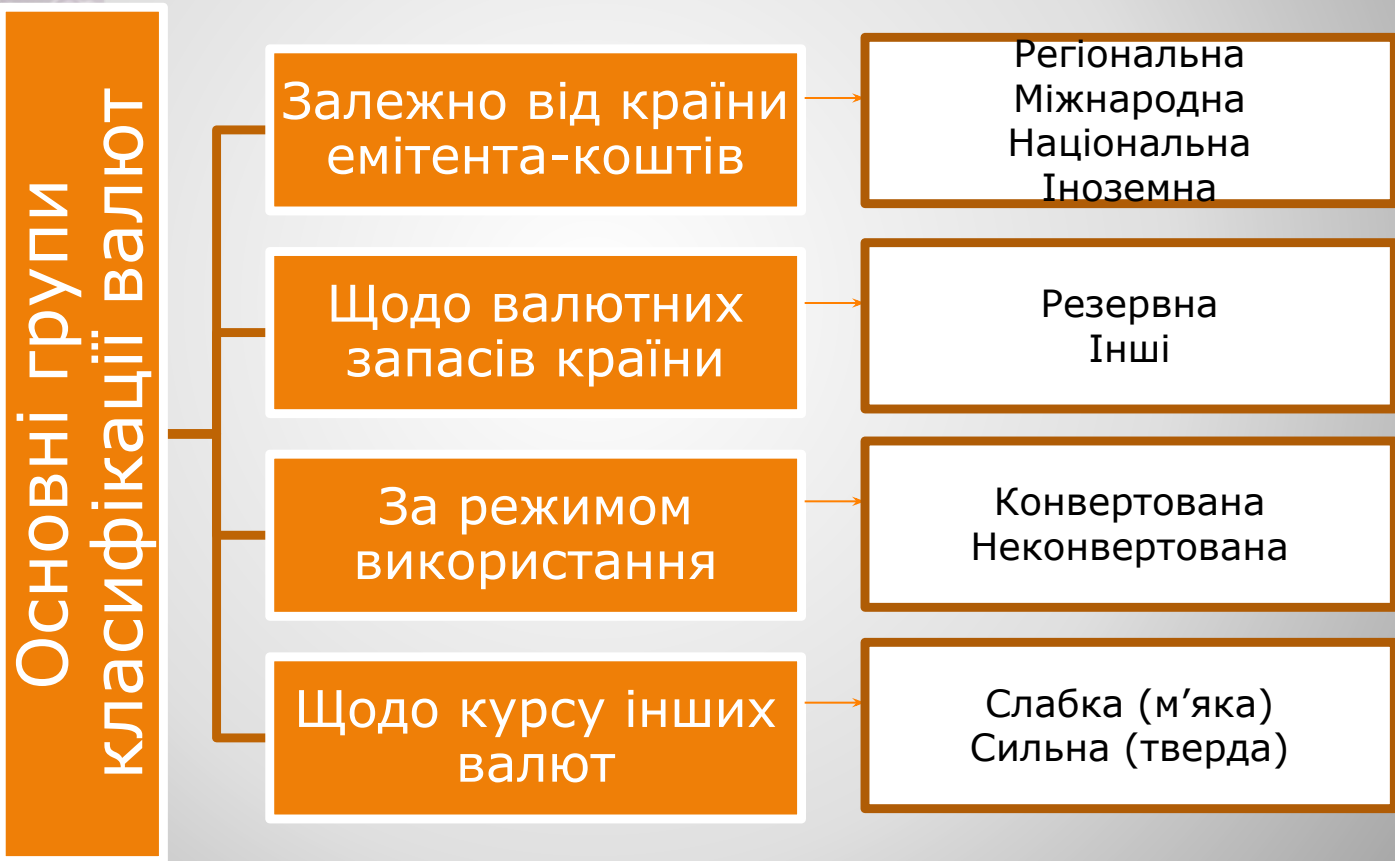 Основні групи
класифікації валют
Залежно від країни
емітента-коштів
Регіональна
Міжнародна
Національна
Іноземна
Щодо валютних
запасів країни
Резервна
Інші
За режимом
використання
Конвертована
Неконвертована
Щодо курсу інших
валют
Слабка (м’яка)
Сильна (тверда)